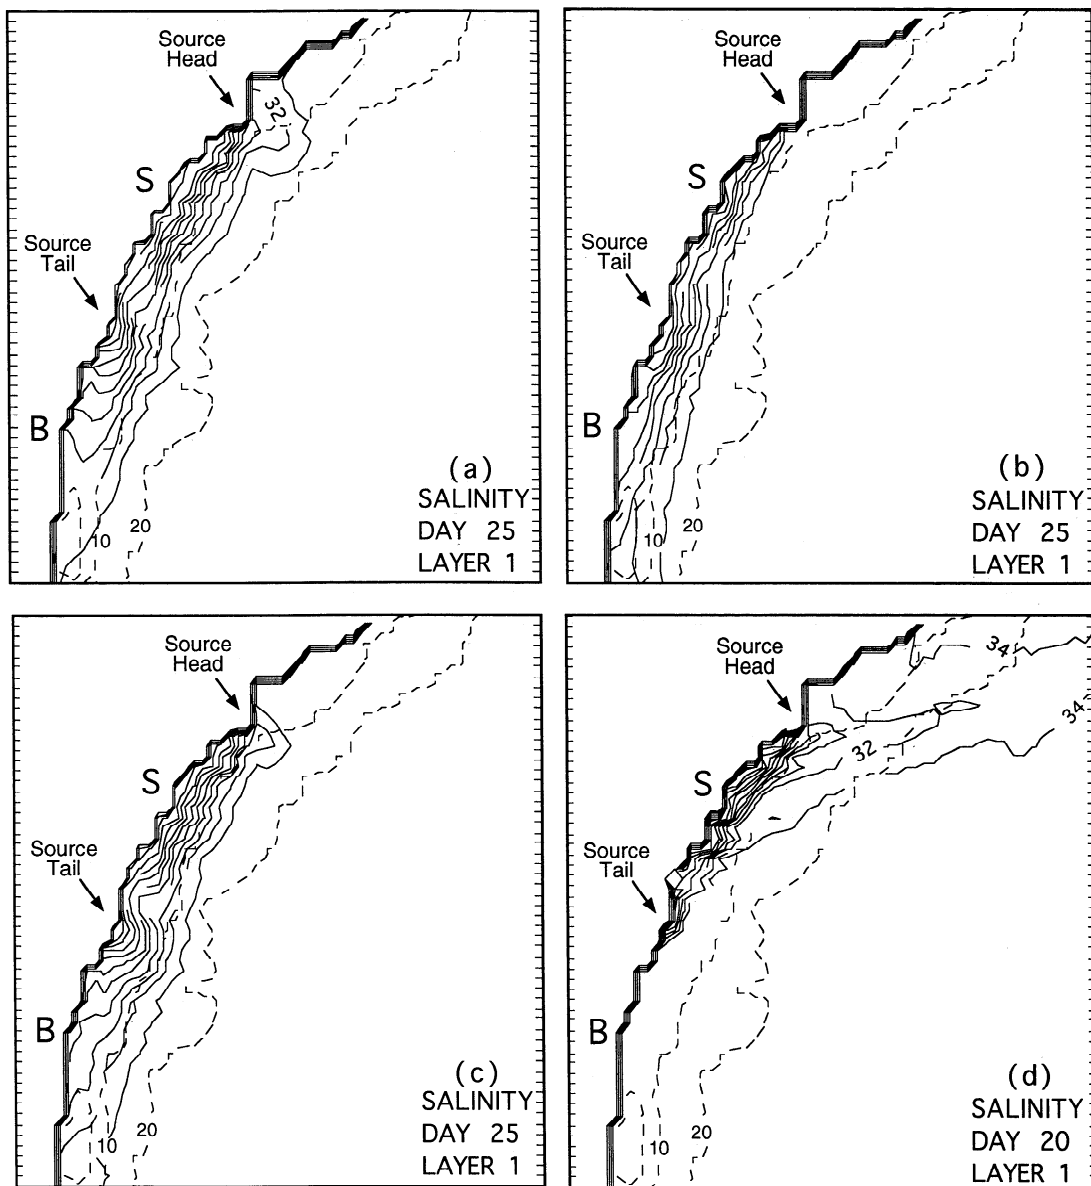 Source
Head
32
S
Source
Tail
B
10
20
(a)
SALINITY
DAY 25
LAYER 1
Source
Head
S
Source
Tail
B
10
20
(b)
SALINITY
DAY 25
LAYER 1
Source
Head
S
Source
Tail
B
10
20
(c)
SALINITY
DAY 25
LAYER 1
Source
Head
34
34
32
S
Source
Tail
B
10
20
(d)
SALINITY
DAY 20
LAYER 1